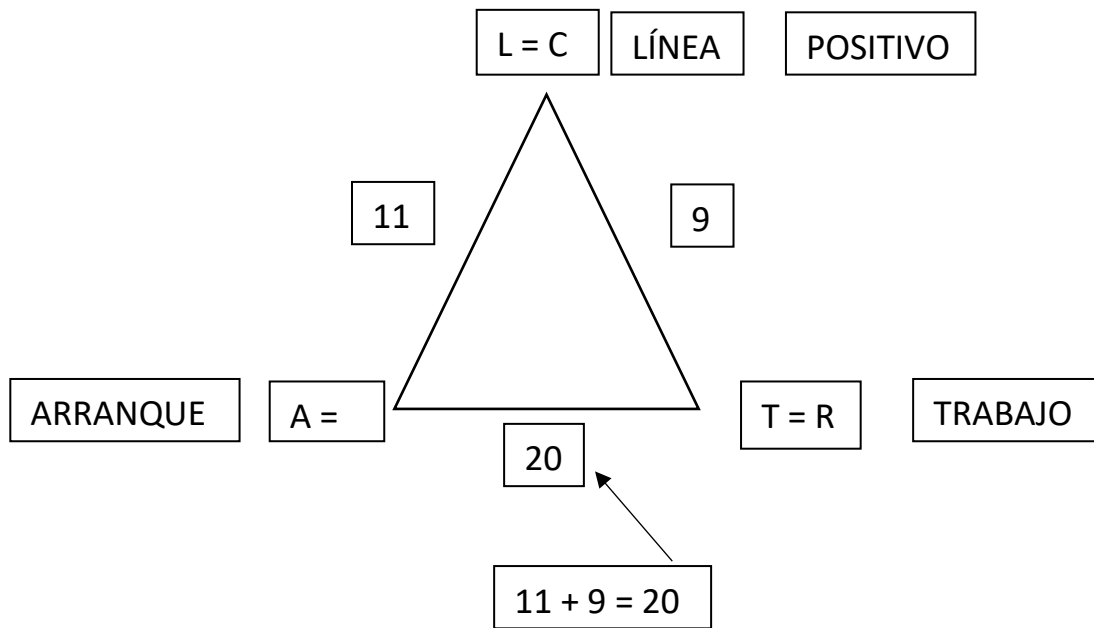 L = C LÍNEA POSITIVO
11 9
ARRANQUE A = T = R TRABAJO
20
11 + 9 = 20